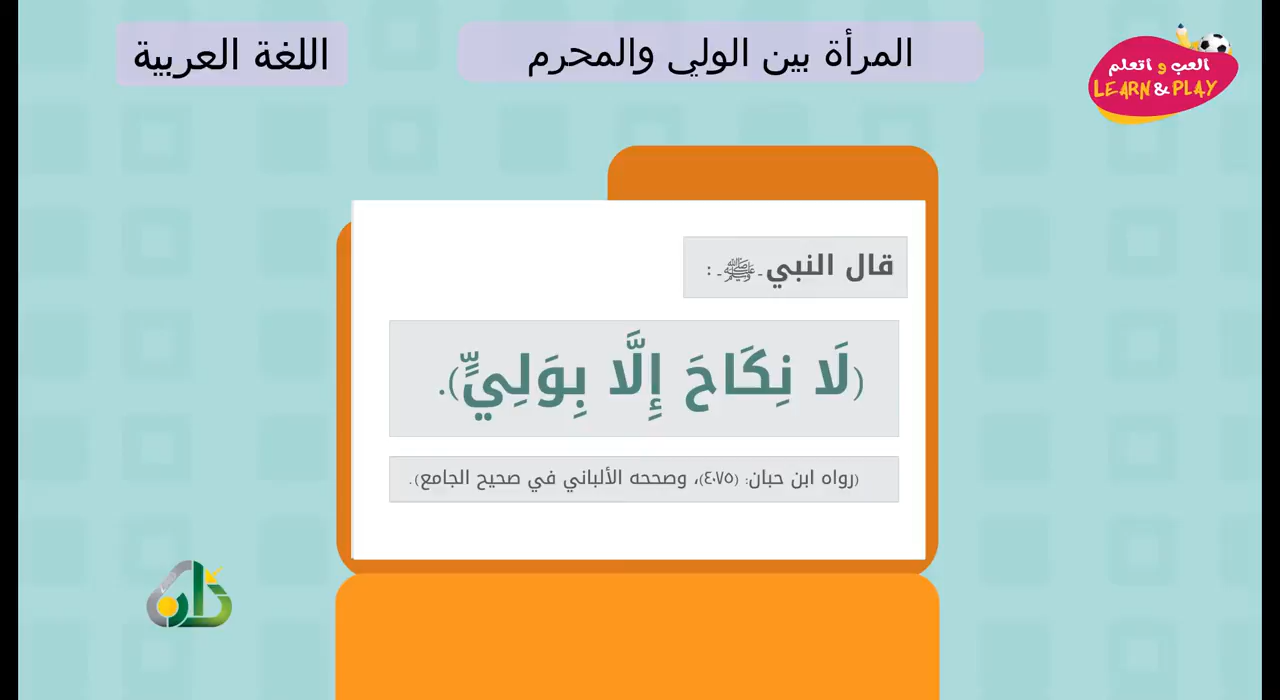 المرأة بين الولي والمحرم
اللغة العربية
العب و اتعلم
LEARN & PLAY
قال النبي - ﷺ - :
(لَا نِكَاحَ إِلَّا بِوَلِيٍّ).
(رواه ابن حبان: (٤٠٧٥)، وصححه الألباني في صحيح الجامع).